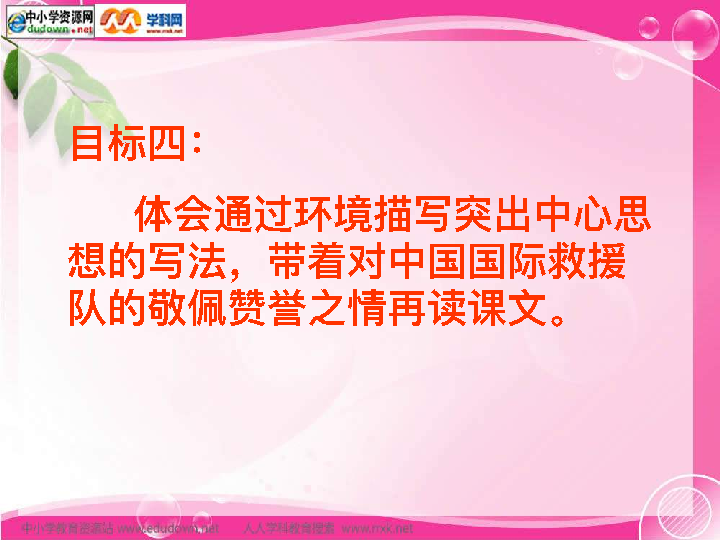 中小学资源网
dudown.net
学科网
www.nxk.net
目标四：
体会通过环境描写突出中心思
想的写法，带着对中国国际救援
队的敬佩赞誉之情再读课文。
中小学教育资源站 www.edudown.net 人人学科教育搜索 www.rrxk.net